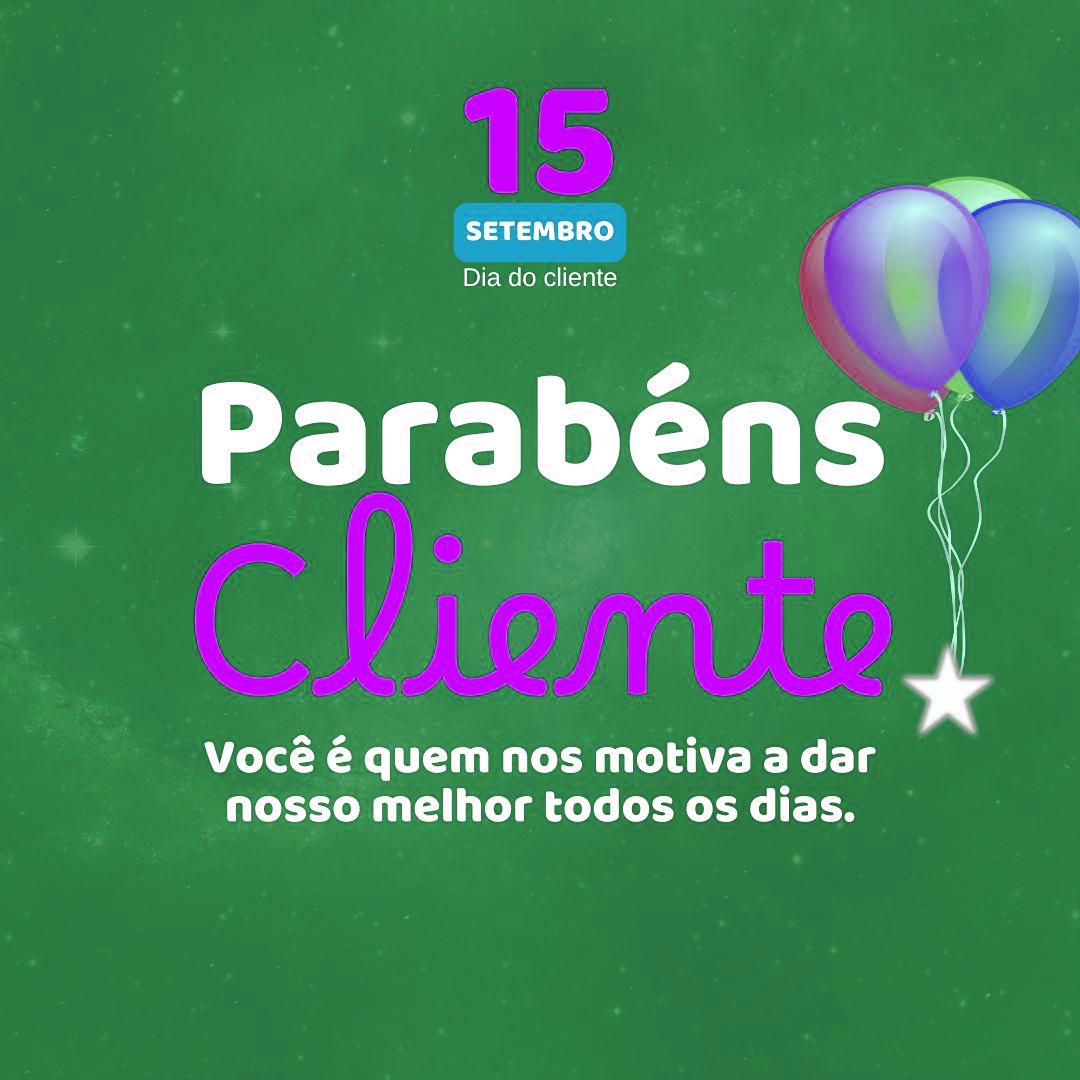 15
SETEMBRO
Dia do cliente
Parabéns
Cliente
Você é quem nos motiva a dar
nosso melhor todos os dias.